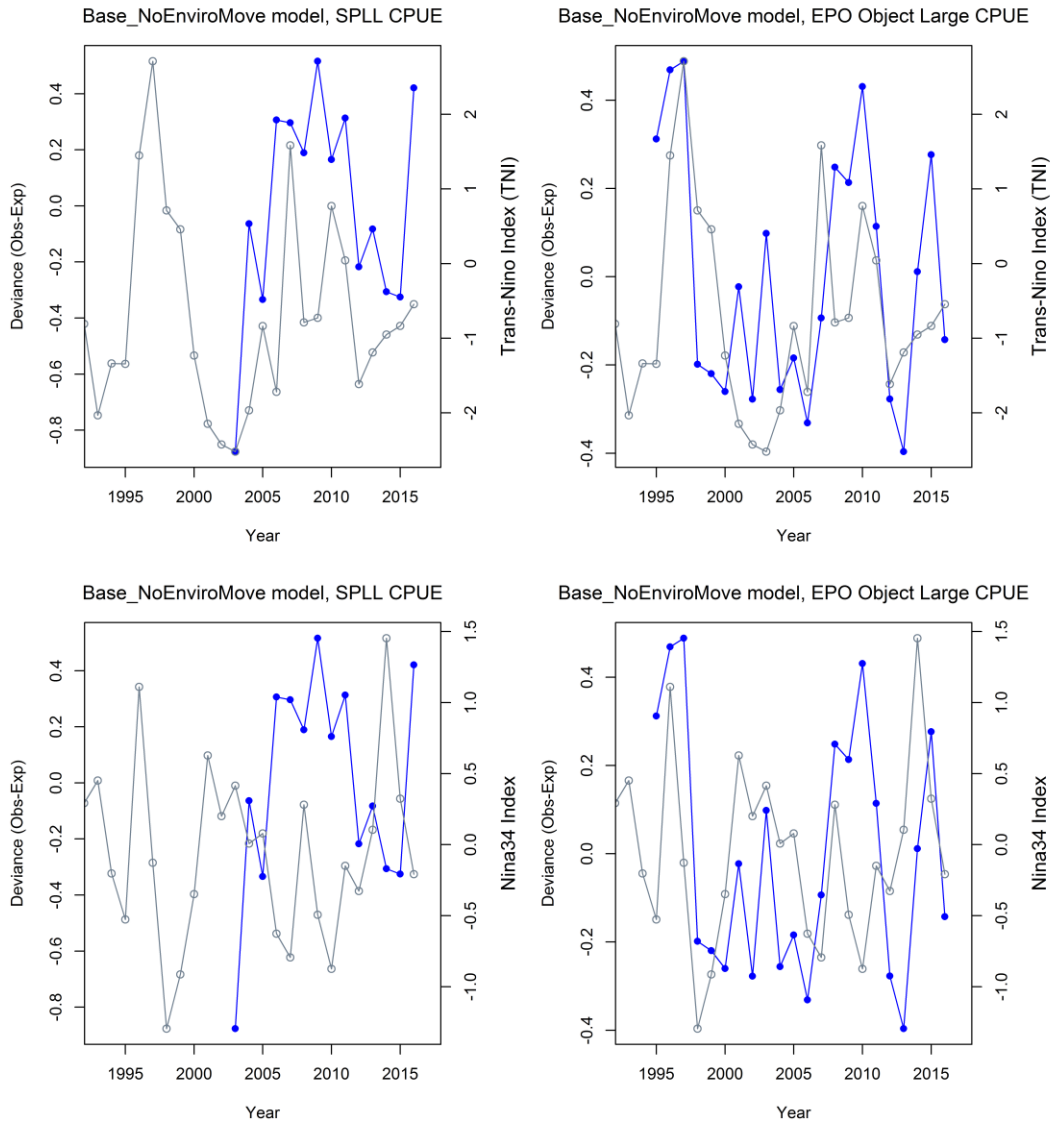 Base_NoEnviroMove model, SPLL CPUE
Deviance (Obs-Exp)
0.4
0.2
0.0
-0.2
-0.4
-0.6
-0.8
2
1
0
-1
-2
Trans-Nino Index (TNI)
1995 2000 2005 2010 2015
Year
Base_NoEnviroMove model, EPO Object Large CPUE
Deviance (Obs-Exp)
0.4
0.2
0.0
-0.2
-0.4
2
1
0
-1
-2
Trans-Nino Index (TNI)
1995 2000 2005 2010 2015
Year
Base_NoEnviroMove model, SPLL CPUE
Deviance (Obs-Exp)
0.4
0.2
0.0
-0.2
-0.4
-0.6
-0.8
1.5
1.0
0.5
0.0
-0.5
-1.0
Nina34 Index
1995 2000 2005 2010 2015
Year
Base_NoEnviroMove model, EPO Object Large CPUE
Deviance (Obs-Exp)
0.4
0.2
0.0
-0.2
-0.4
1.5
1.0
0.5
0.0
-0.5
-1.0
Nina34 Index
1995 2000 2005 2010 2015
Year